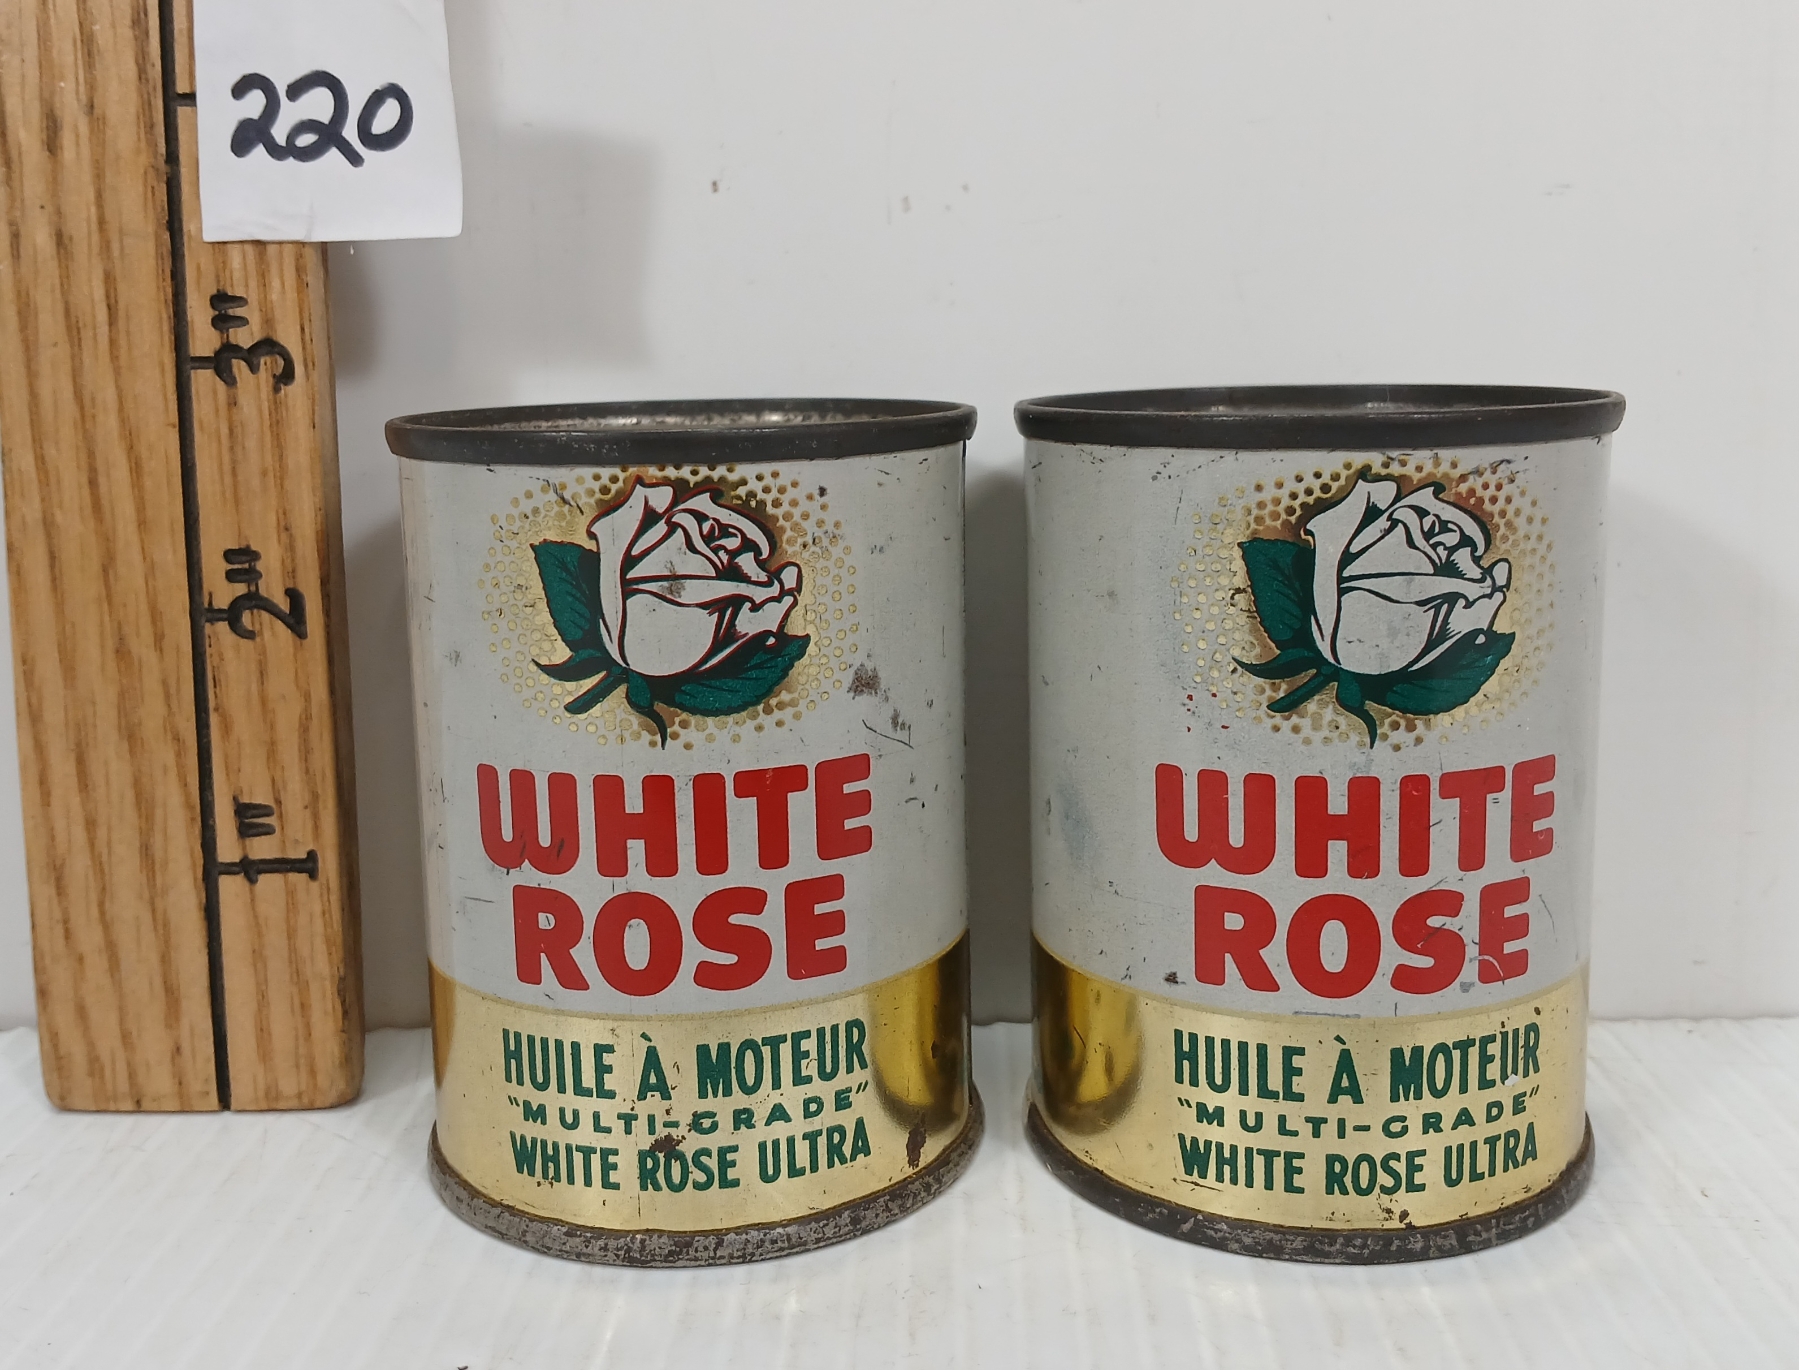 220
3"
2"
1"
WHITE
ROSE
HUILE À MOTEUR
"MULTI-GRADE"
WHITE ROSE ULTRA
WHITE
ROSE
HUILE À MOTEUR
"MULTI-GRADE"
WHITE ROSE ULTRA